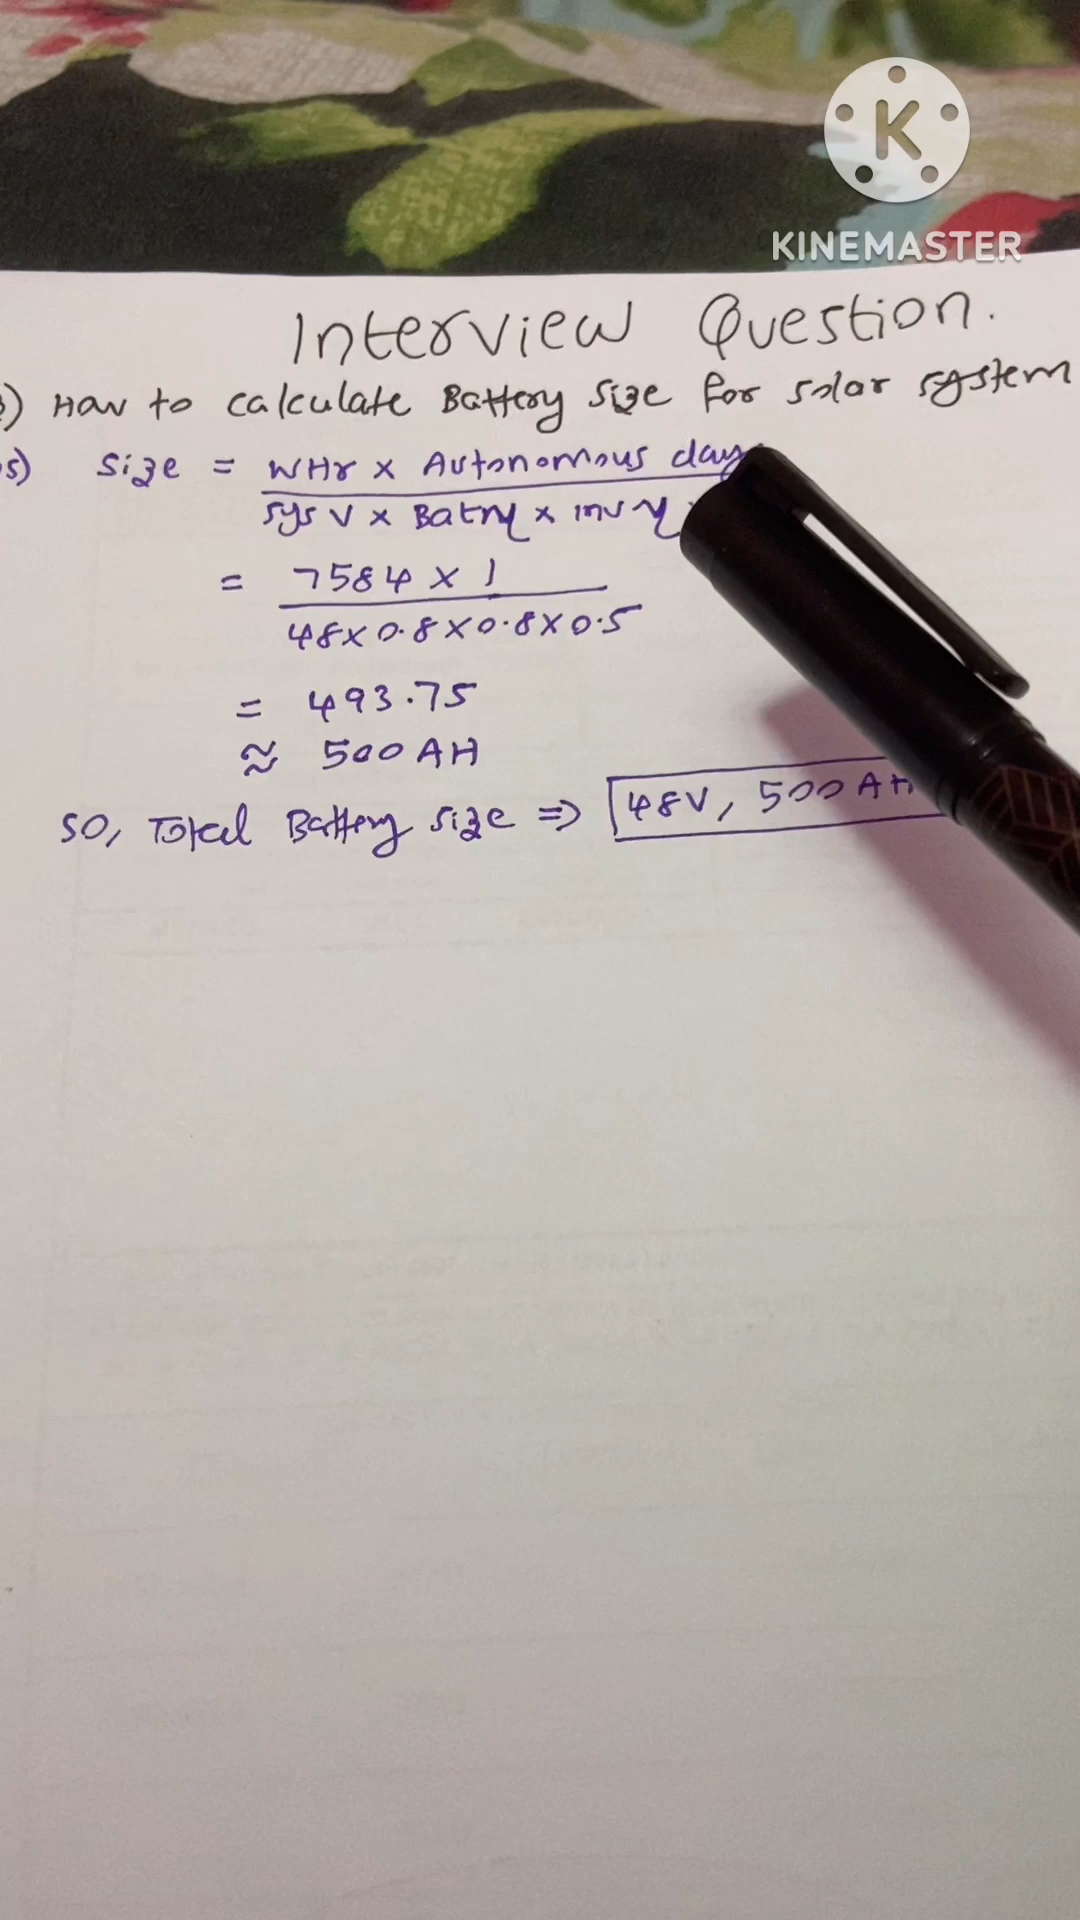 K
KINEMASTER
Interview Question.
) How to calculate Battery Size for solar system
s) Size = WHr x Autonomous day
sys V x Bat η x inv η
= 7584 x 1
48 x 0.8 x 0.8 x 0.5
= 493.75
≈ 500 AH
SO, Total Battery size ⇒ 48V, 500 AH